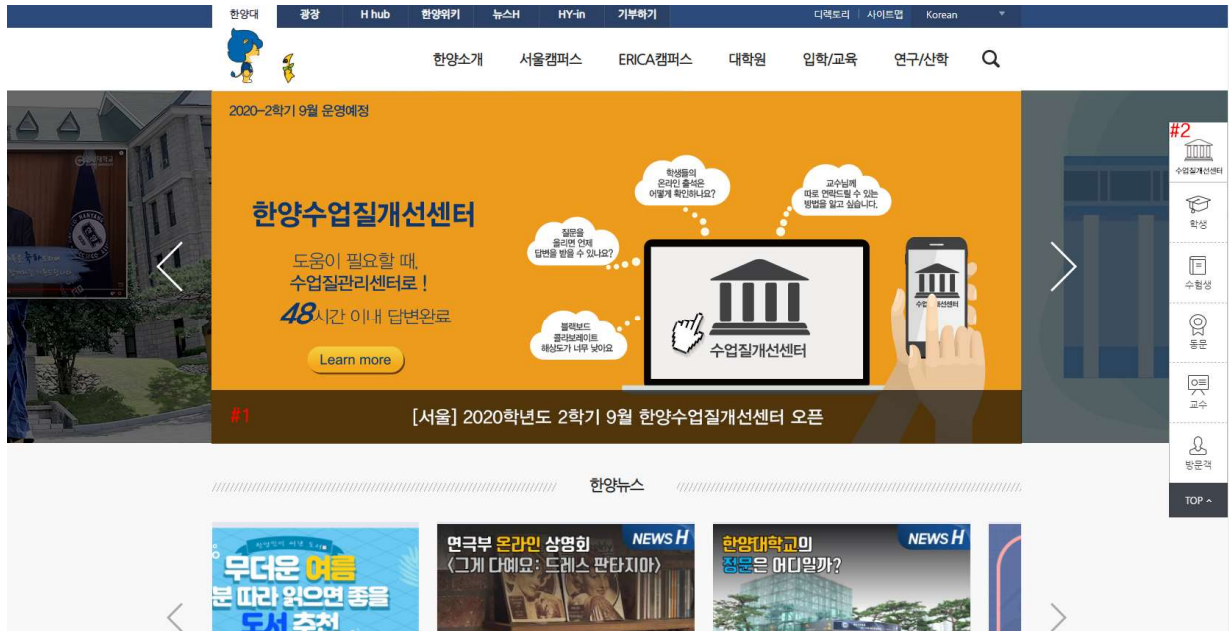 한양대 광장 H hub 한양위키 뉴스H HY-in 기부하기 디렉토리 사이트맵 Korean
한양소개 서울캠퍼스 ERICA캠퍼스 대학원 입학/교육 연구/산학
2020-2학기 9월 운영예정
한양수업질개선센터
도움이 필요할 때,
수업질관리센터로 !
48시간 이내 답변완료
Learn more
학생들의
온라인 출석은
어떻게 확인하나요?
교수님께
따로 연락드릴 수 있는
방법을 알고 싶습니다.
질문을
올리면 언제
답변을 받을 수 있나요?
블랙보드
콜라보레이트
해상도가 너무 낮아요
수업질개선센터
#1
[서울] 2020학년도 2학기 9월 한양수업질개선센터 오픈
#2
수업질개선센터
학생
수험생
동문
교수
방문객
TOP
한양뉴스
무더운 여름
분 따라 읽으면 좋을
도서 추천
연극부 온라인 상영회
〈그게 다예요: 드레스 판타지아〉
NEWS H
한양대학교의
정문은 어디일까?
NEWS H